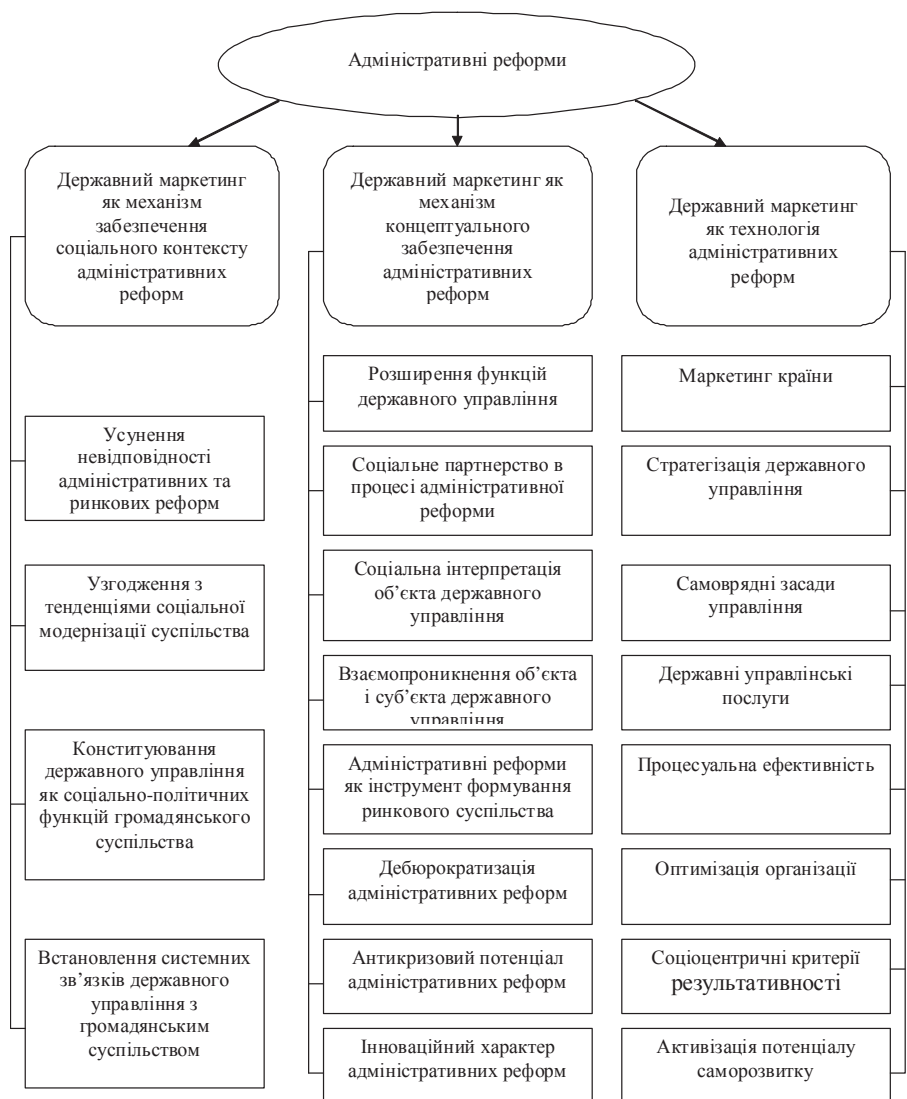 Адміністративні реформи
Державний маркетинг
як механізм
забезпечення
соціального контексту
адміністративних
реформ
Державний маркетинг як
механізм
концептуального
забезпечення
адміністративних
реформ
Державний маркетинг
як технологія
адміністративних
реформ
Усунення
невідповідності
адміністративних та
ринкових реформ
Узгодження з
тенденціями соціальної
модернізації суспільства
Конституювання
державного управління
як соціально-політичних
функцій громадянського
суспільства
Встановлення системних
зв’язків державного
управління з
громадянським
суспільством
Розширення функцій
державного управління
Соціальне партнерство в
процесі адміністративної
реформи
Соціальна інтерпретація
об’єкта державного
управління
Взаємопроникнення об’єкта
і суб’єкта державного
управління
Адміністративні реформи
як інструмент формування
ринкового суспільства
Дебюрократизація
адміністративних реформ
Антикризовий потенціал
адміністративних реформ
Інноваційний характер
адміністративних реформ
Маркетинг країни
Стратегізація державного
управління
Самоврядні засади
управління
Державні управлінські
послуги
Процесуальна ефективність
Оптимізація організації
Соціоцентричні критерії
результативності
Активізація потенціалу
саморозвитку